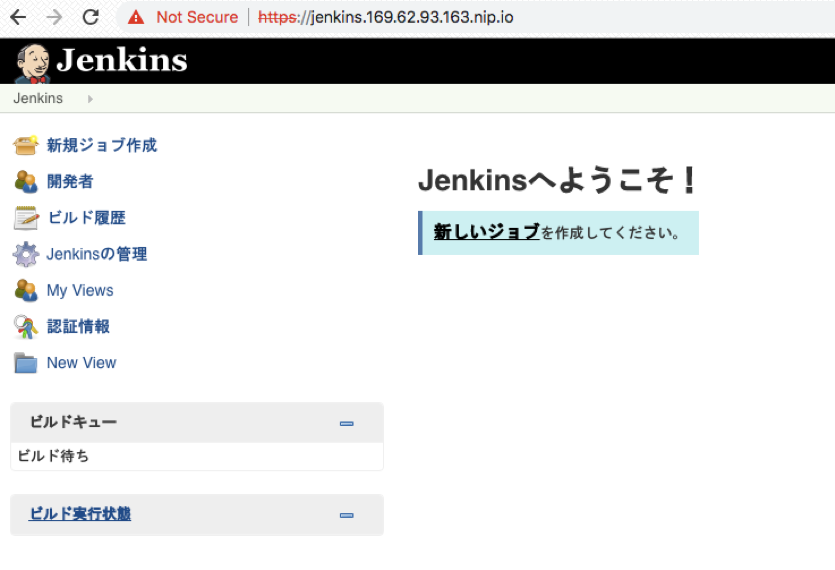 Not Secure https://jenkins.169.62.93.163.nip.io
Jenkins
Jenkins
新規ジョブ作成
開発者
ビルド履歴
Jenkinsの管理
My Views
認証情報
New View
ビルドキュー
ビルド待ち
ビルド実行状態
Jenkinsへようこそ！
新しいジョブを作成してください。